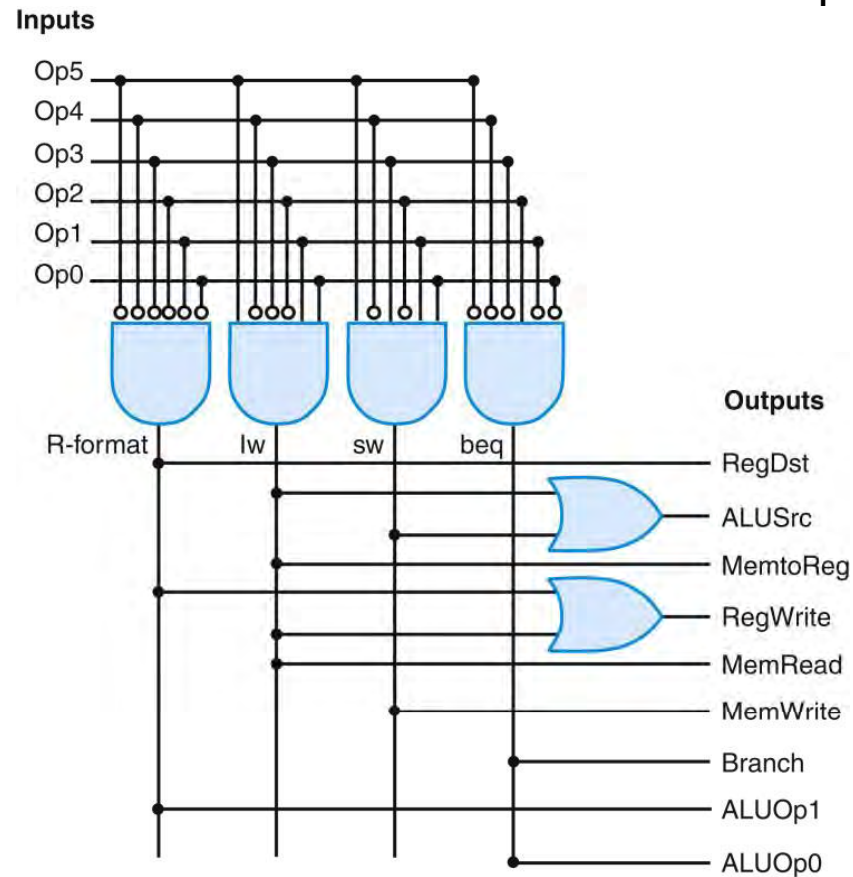 Inputs
Op5
Op4
Op3
Op2
Op1
Op0
R-format lw sw beq
Outputs
RegDst
ALUSrc
MemtoReg
RegWrite
MemRead
MemWrite
Branch
ALUOp1
ALUOp0